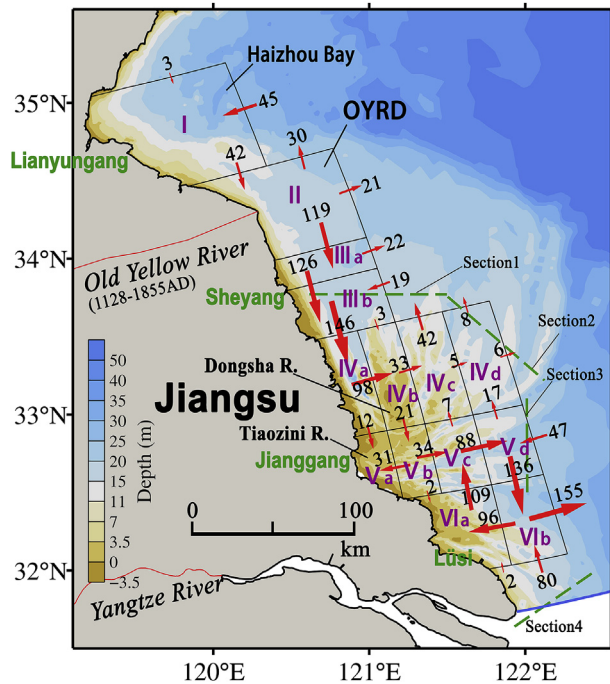 3
Haizhou Bay
35°N
45
I
OYRD
30
Lianyungang
42
II
21
119
34°N
22
IIIa
Old Yellow River
(1128-1855AD)
126
19
Section1
Sheyang
IIIb
146
3
8
Section2
50
40
35
30
25
20
15
11
7
3.5
0
−3.5
Depth (m)
42
6
IVa
33
5
IVd
IVc
Dongsha R.
98
IVb
Section3
Jiangsu
17
33°N
21
7
Tiaozini R.
12
47
88
Vd
34
Jianggang
31
Vc
Va
Vb
136
2
155
109
0
100
km
VIa
96
VIb
Lüsi
32°N
2
80
Yangtze River
Section4
120°E
121°E
122°E